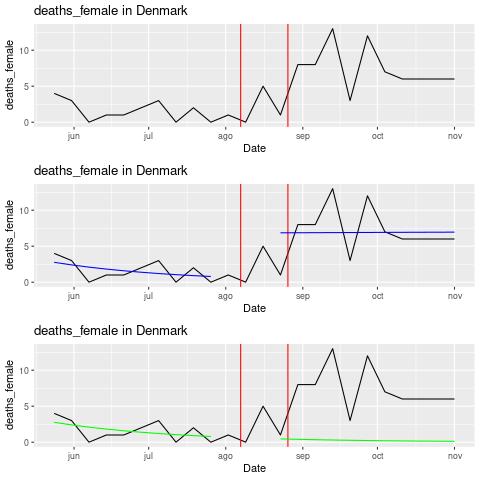 deaths_female in Denmark
deaths_female
10
5
0
jun
jul
ago
sep
oct
nov
Date
deaths_female in Denmark
deaths_female
10
5
0
jun
jul
ago
sep
oct
nov
Date
deaths_female in Denmark
deaths_female
10
5
0
jun
jul
ago
sep
oct
nov
Date